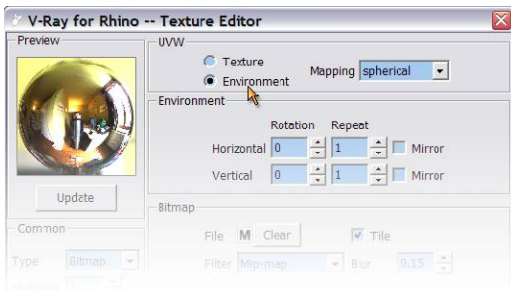 V-Ray for Rhino -- Texture Editor
Preview
UVW
Texture
Environment
Mapping spherical
Environment
Rotation Repeat
Horizontal 0 1 Mirror
Vertical 0 1 Mirror
Update
Bitmap
Common
File M Clear Tile
Type Bitmap
Filter Mip-map Blur 0.15